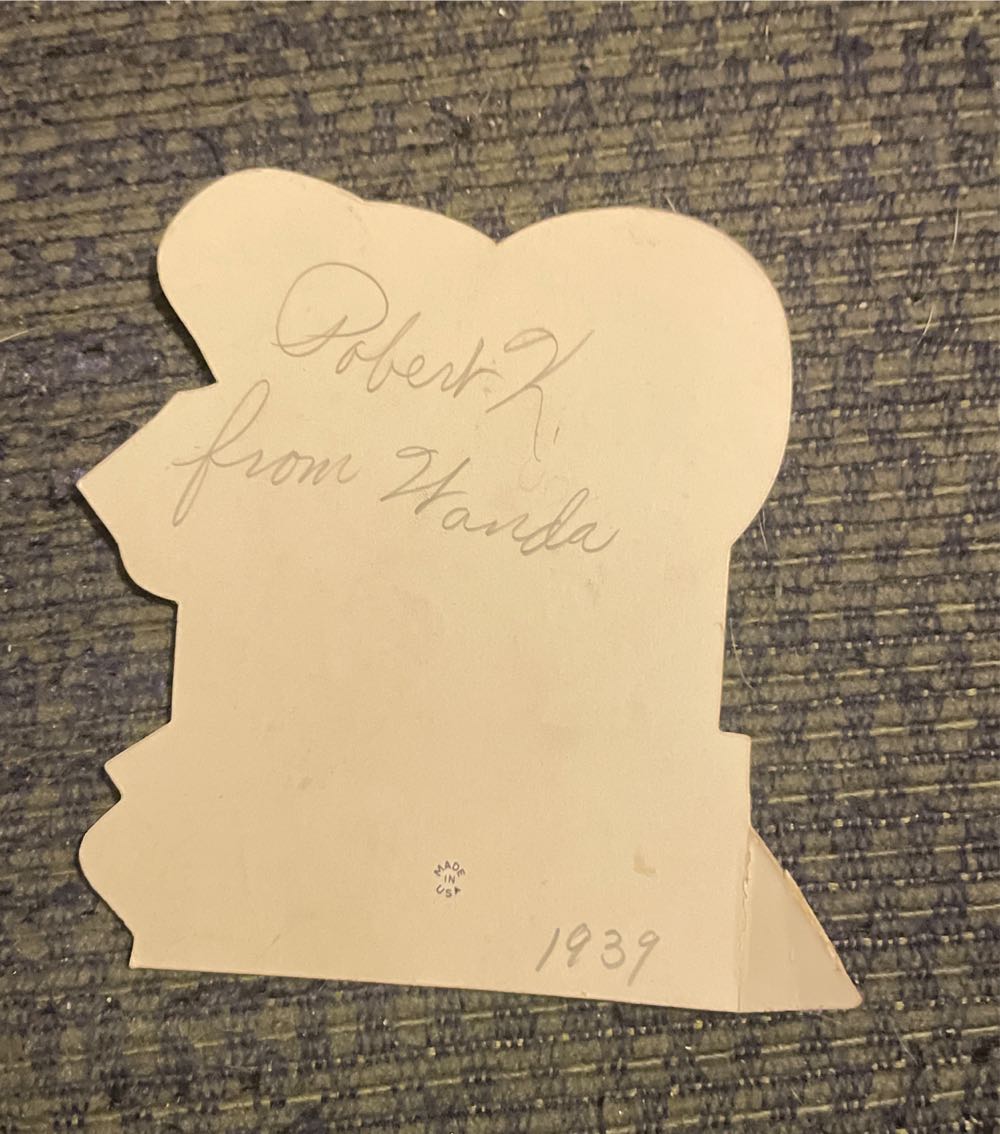 Robert K.
from Wanda
MADE
IN
USA
1939